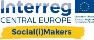 Interreg
CENTRAL EUROPE
Social(i)Makers